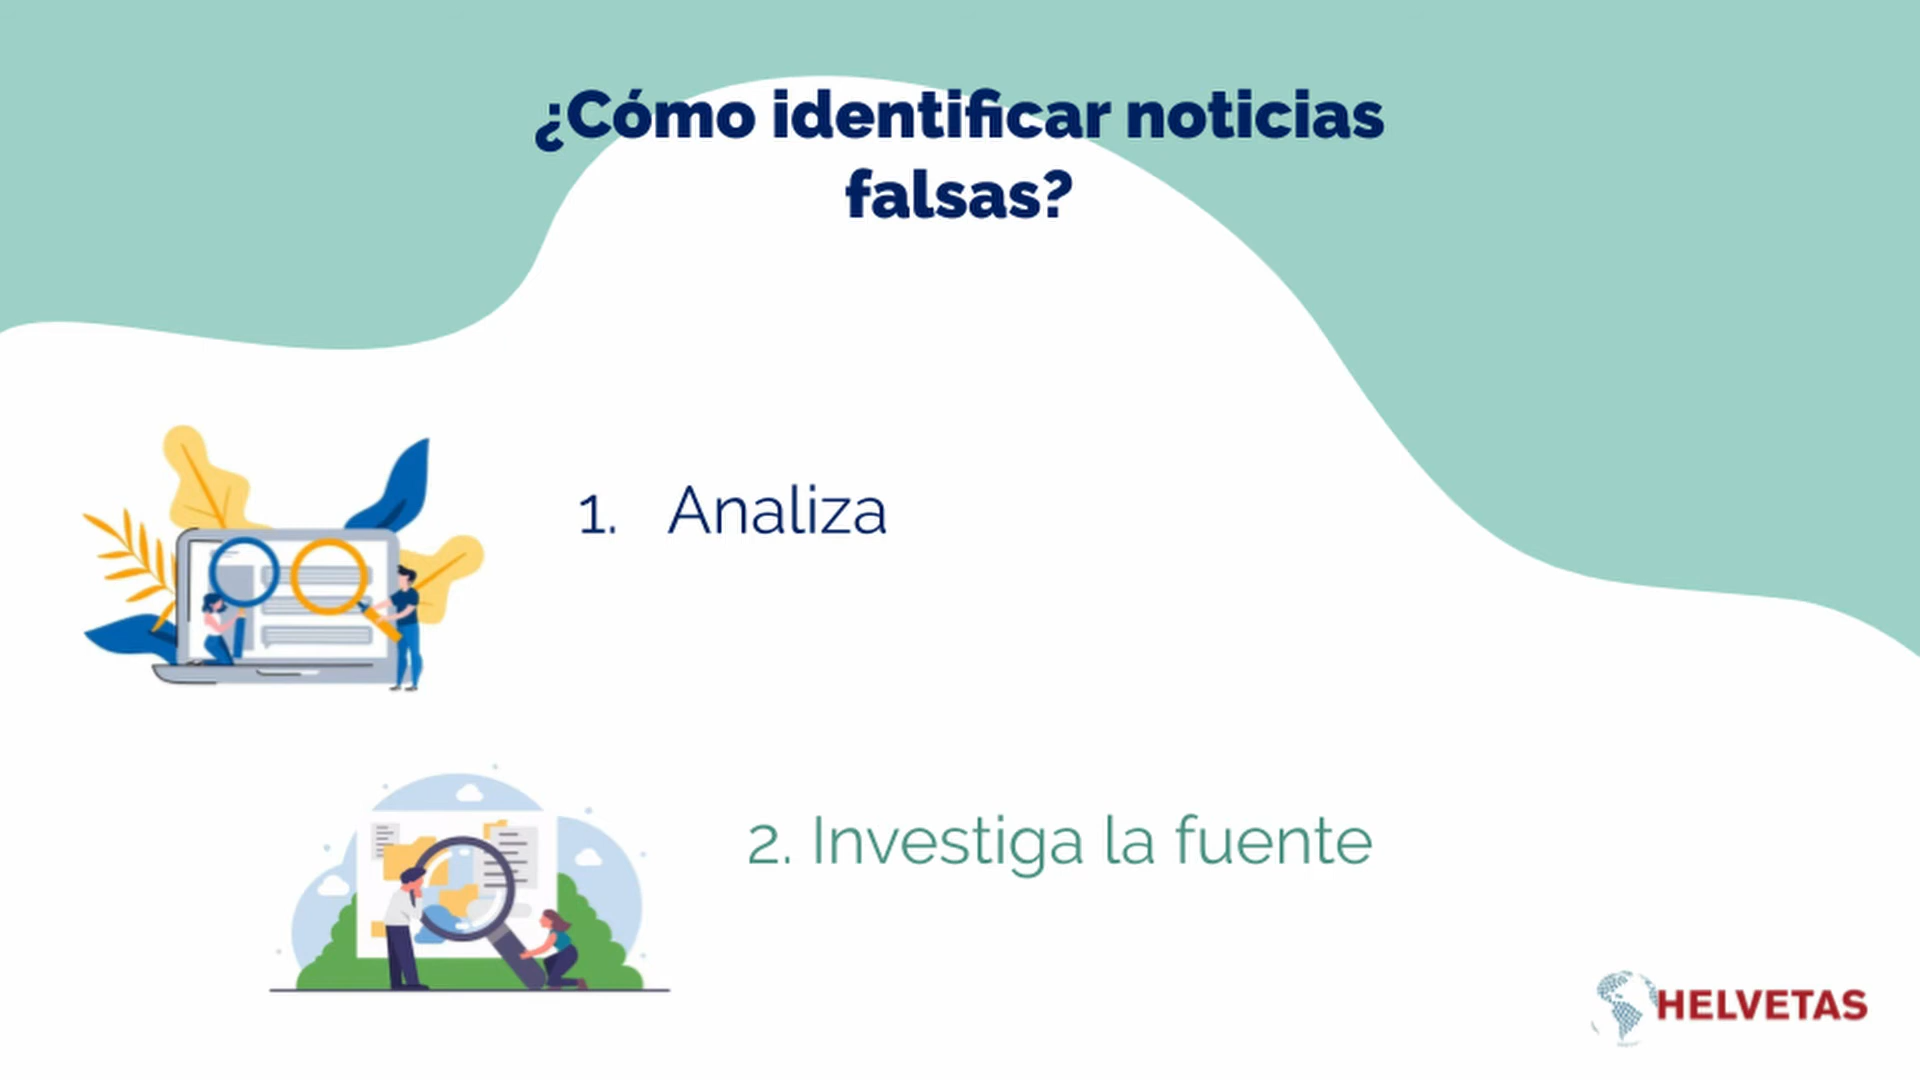 ¿Cómo identificar noticias
falsas?
1. Analiza
2. Investiga la fuente
HELVETAS